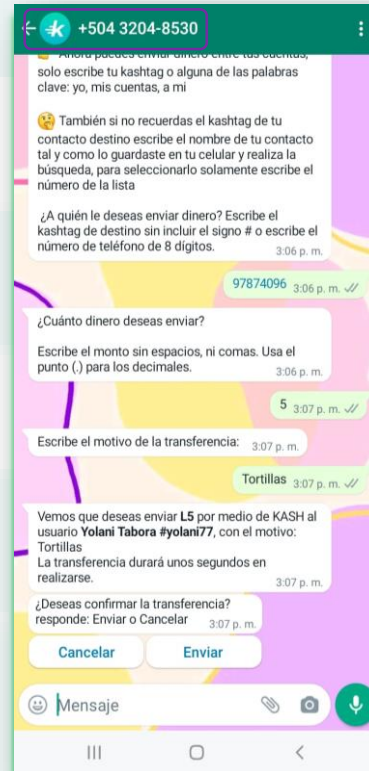 +504 3204-8530
Ahora puedes enviar dinero entre tus cuentas,
solo escribe tu kashtag o alguna de las palabras
clave: yo, mis cuentas, a mi
También si no recuerdas el kashtag de tu
contacto destino escribe el nombre de tu contacto
tal y como lo guardaste en tu celular y realiza la
búsqueda, para seleccionarlo solamente escribe el
número de la lista
¿A quién le deseas enviar dinero? Escribe el
kashtag de destino sin incluir el signo # o escribe el
número de teléfono de 8 dígitos.
3:06 p. m.
97874096 3:06 p. m.
¿Cuánto dinero deseas enviar?
Escribe el monto sin espacios, ni comas. Usa el
punto (.) para los decimales.
3:06 p. m.
5 3:07 p. m.
Escribe el motivo de la transferencia: 3:07 p. m.
Tortillas 3:07 p. m.
Vemos que deseas enviar L5 por medio de KASH al
usuario Yolani Tabora #yolani77, con el motivo:
Tortillas
La transferencia durará unos segundos en
realizarse.
3:07 p. m.
¿Deseas confirmar la transferencia?
responde: Enviar o Cancelar 3:07 p. m.
Cancelar Enviar
Mensaje